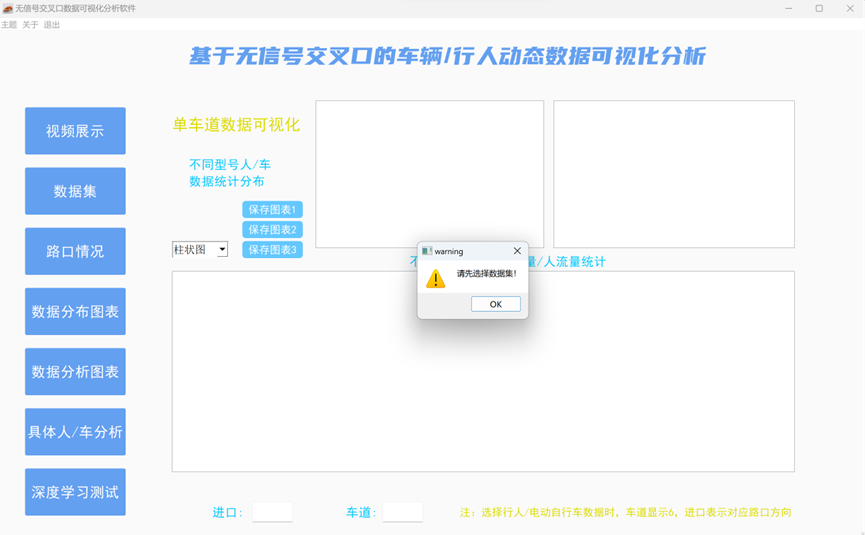 无信号交叉口数据可视化分析软件
主题 关于 退出
基于无信号交叉口的车辆/行人动态数据可视化分析
视频展示
数据集
路口情况
数据分布图表
数据分析图表
具体人/车分析
深度学习测试
单车道数据可视化
不同型号人/车
数据统计分布
保存图表1
保存图表2
保存图表3
柱状图
warning
请先选择数据集!
OK
量/人流量统计
进口:
车道:
注: 选择行人/电动自行车数据时, 车道显示6, 进口表示对应路口方向